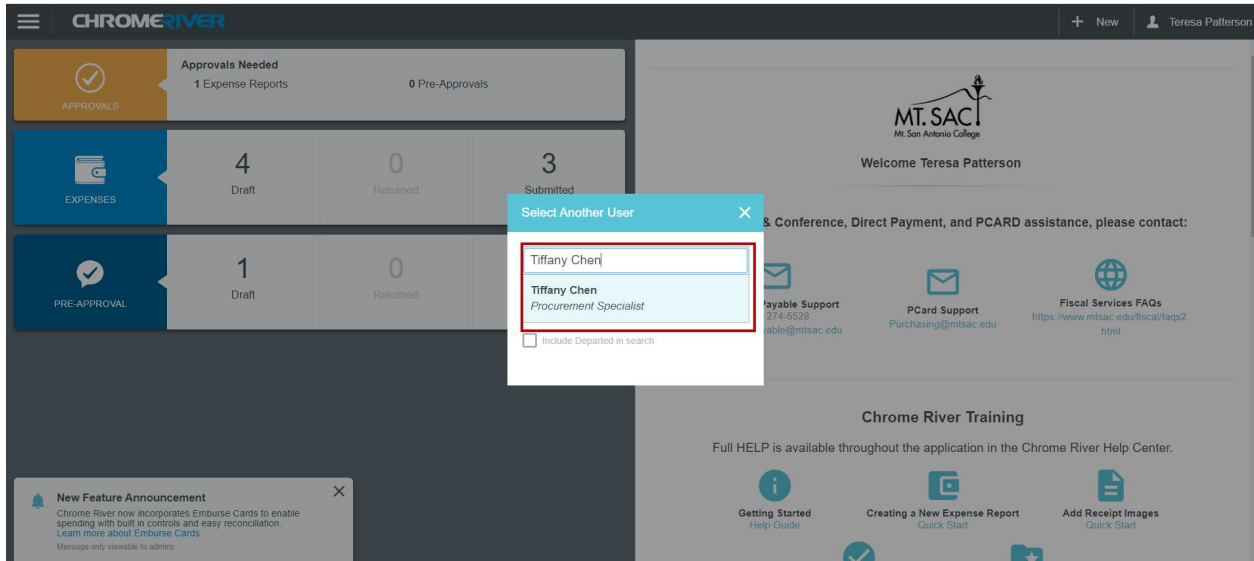 CHROMERIVER
+ New
Teresa Patterson
APPROVALS
Approvals Needed
1 Expense Reports
0 Pre-Approvals
EXPENSES
4
Draft
0
Returned
3
Submitted
PRE-APPROVAL
1
Draft
0
Returned
Select Another User
Tiffany Chen
Tiffany Chen
Procurement Specialist
Include Departed in search
MT. SAC
Mt. San Antonio College
Welcome Teresa Patterson
& Conference, Direct Payment, and PCARD assistance, please contact:
Payable Support
274-5528
able@mtsac.edu
PCard Support
Purchasing@mtsac.edu
Fiscal Services FAQs
https://www.mtsac.edu/fiscal/faqs2.
html
Chrome River Training
Full HELP is available throughout the application in the Chrome River Help Center.
Getting Started
Help Guide
Creating a New Expense Report
Quick Start
Add Receipt Images
Quick Start
New Feature Announcement
Chrome River now incorporates Emburse Cards to enable
spending with built in controls and easy reconciliation.
Learn more about Emburse Cards
Message only viewable to admins